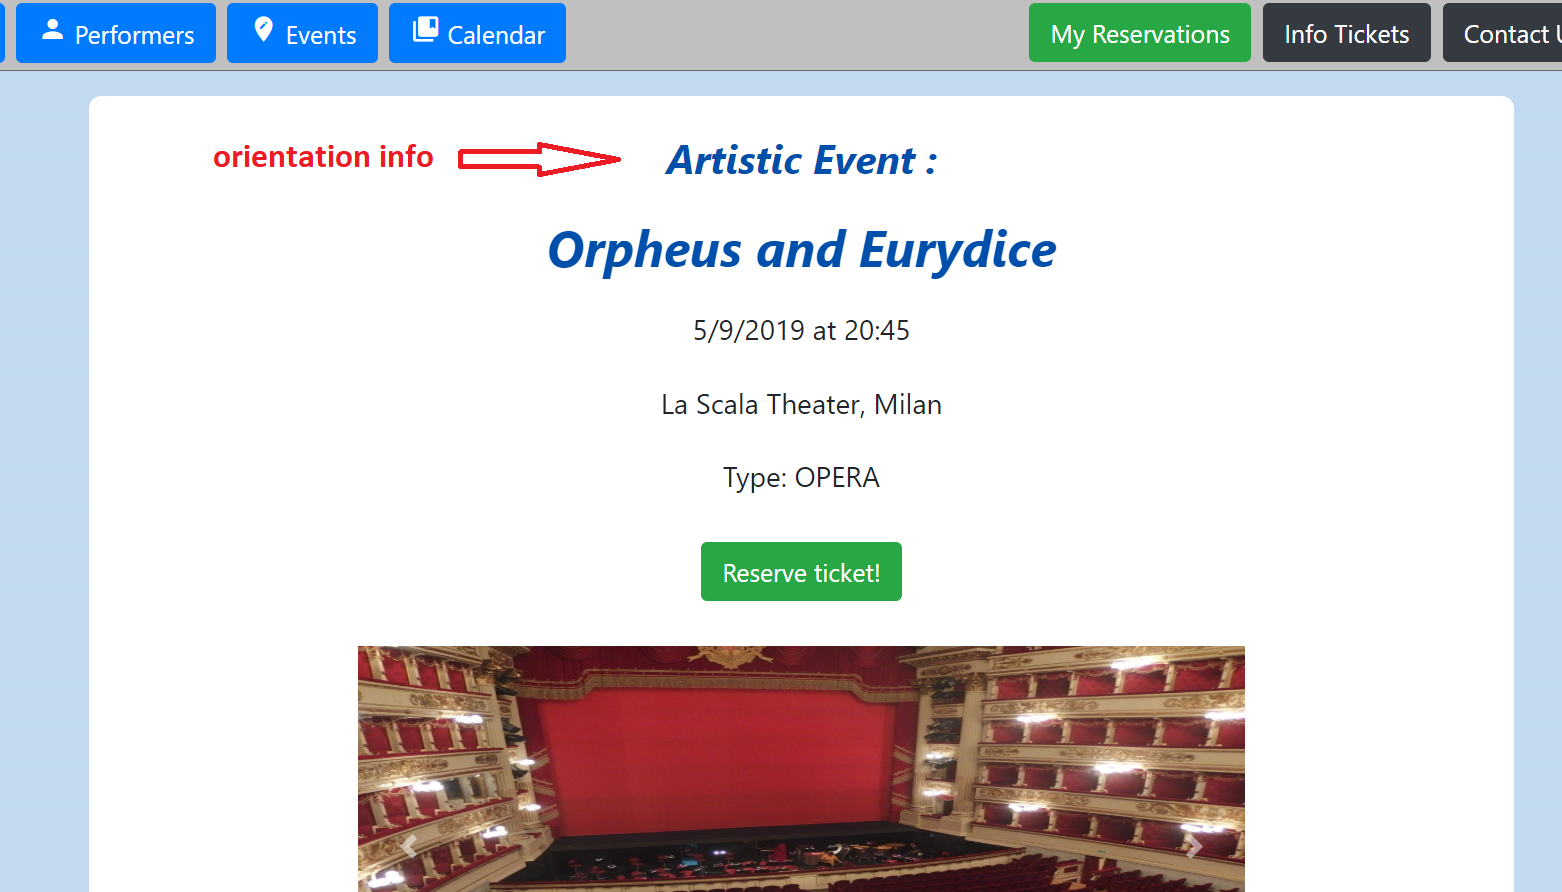 Performers Events Calendar My Reservations Info Tickets Contact
orientation info Artistic Event :
Orpheus and Eurydice
5/9/2019 at 20:45
La Scala Theater, Milan
Type: OPERA
Reserve ticket!